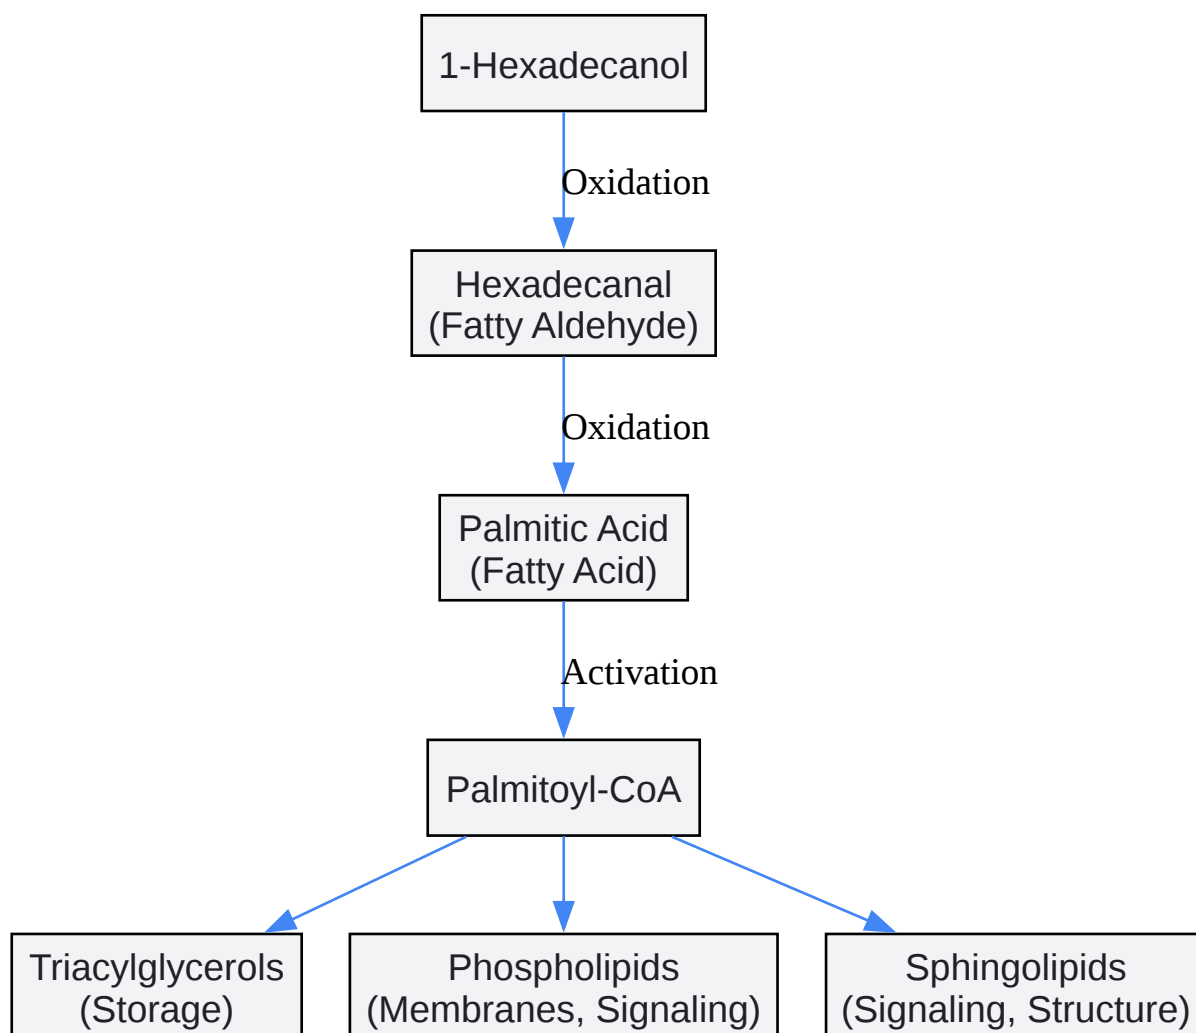 1-Hexadecanol
Oxidation
Hexadecanal
(Fatty Aldehyde)
Oxidation
Palmitic Acid
(Fatty Acid)
Activation
Palmitoyl-CoA
Triacylglycerols
(Storage)
Phospholipids
(Membranes, Signaling)
Sphingolipids
(Signaling, Structure)